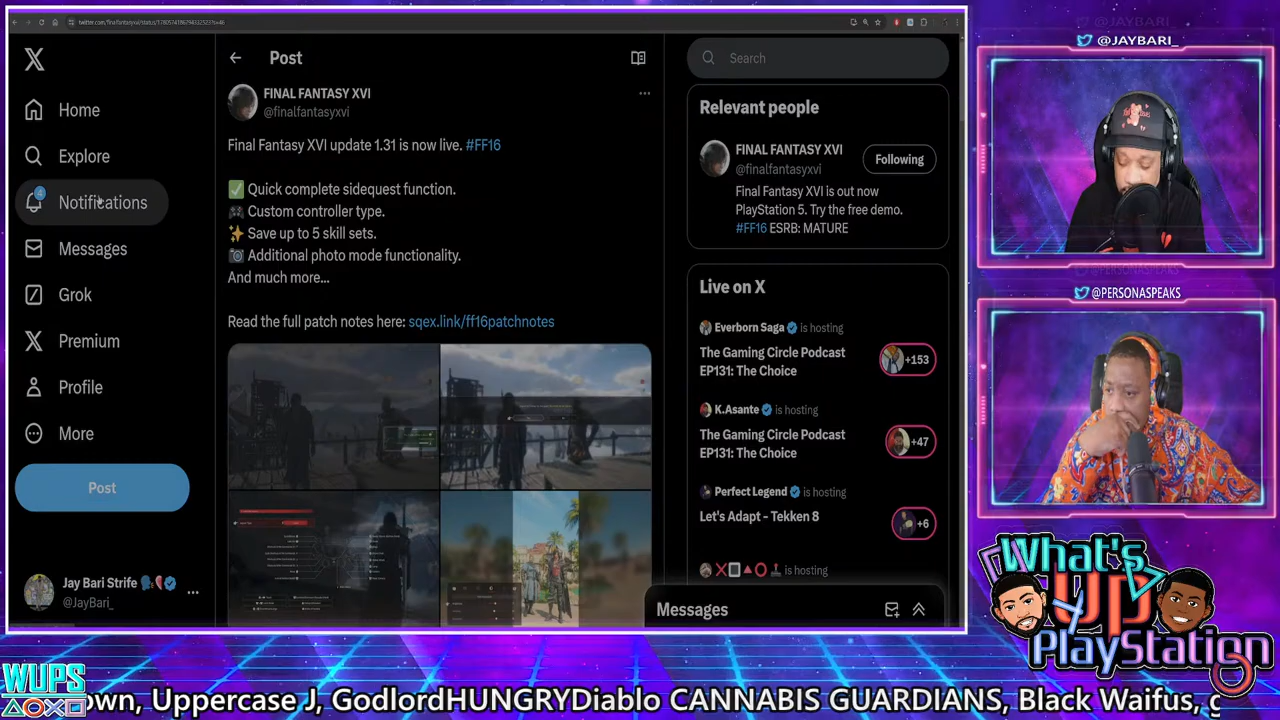 X
Home
Explore
4
Notifications
Messages
Grok
Premium
Profile
More
Post
Jay Bari Strife
@JayBari_
Post
FINAL FANTASY XVI
@finalfantasyxvi
Final Fantasy XVI update 1.31 is now live. #FF16
✅ Quick complete sidequest function.
🎮 Custom controller type.
✨ Save up to 5 skill sets.
📷 Additional photo mode functionality.
And much more...
Read the full patch notes here: sqex.link/ff16patchnotes
Search
Relevant people
FINAL FANTASY XVI
@finalfantasyxvi
Following
Final Fantasy XVI is out now
PlayStation 5. Try the free demo.
#FF16 ESRB: MATURE
Live on X
Everborn Saga is hosting
The Gaming Circle Podcast
EP131: The Choice
+153
K.Asante is hosting
The Gaming Circle Podcast
EP131: The Choice
+47
Perfect Legend is hosting
Let's Adapt - Tekken 8
+6
is hosting
Messages
@JAYBARI_
@JAYBARI_
@PERSONASPEAKS
@PERSONASPEAKS
What's
Up
PlayStation
WUPS
own, Uppercase J, GodlordHUNGRYDiablo CANNABIS GUARDIANS, Black Waifus, g